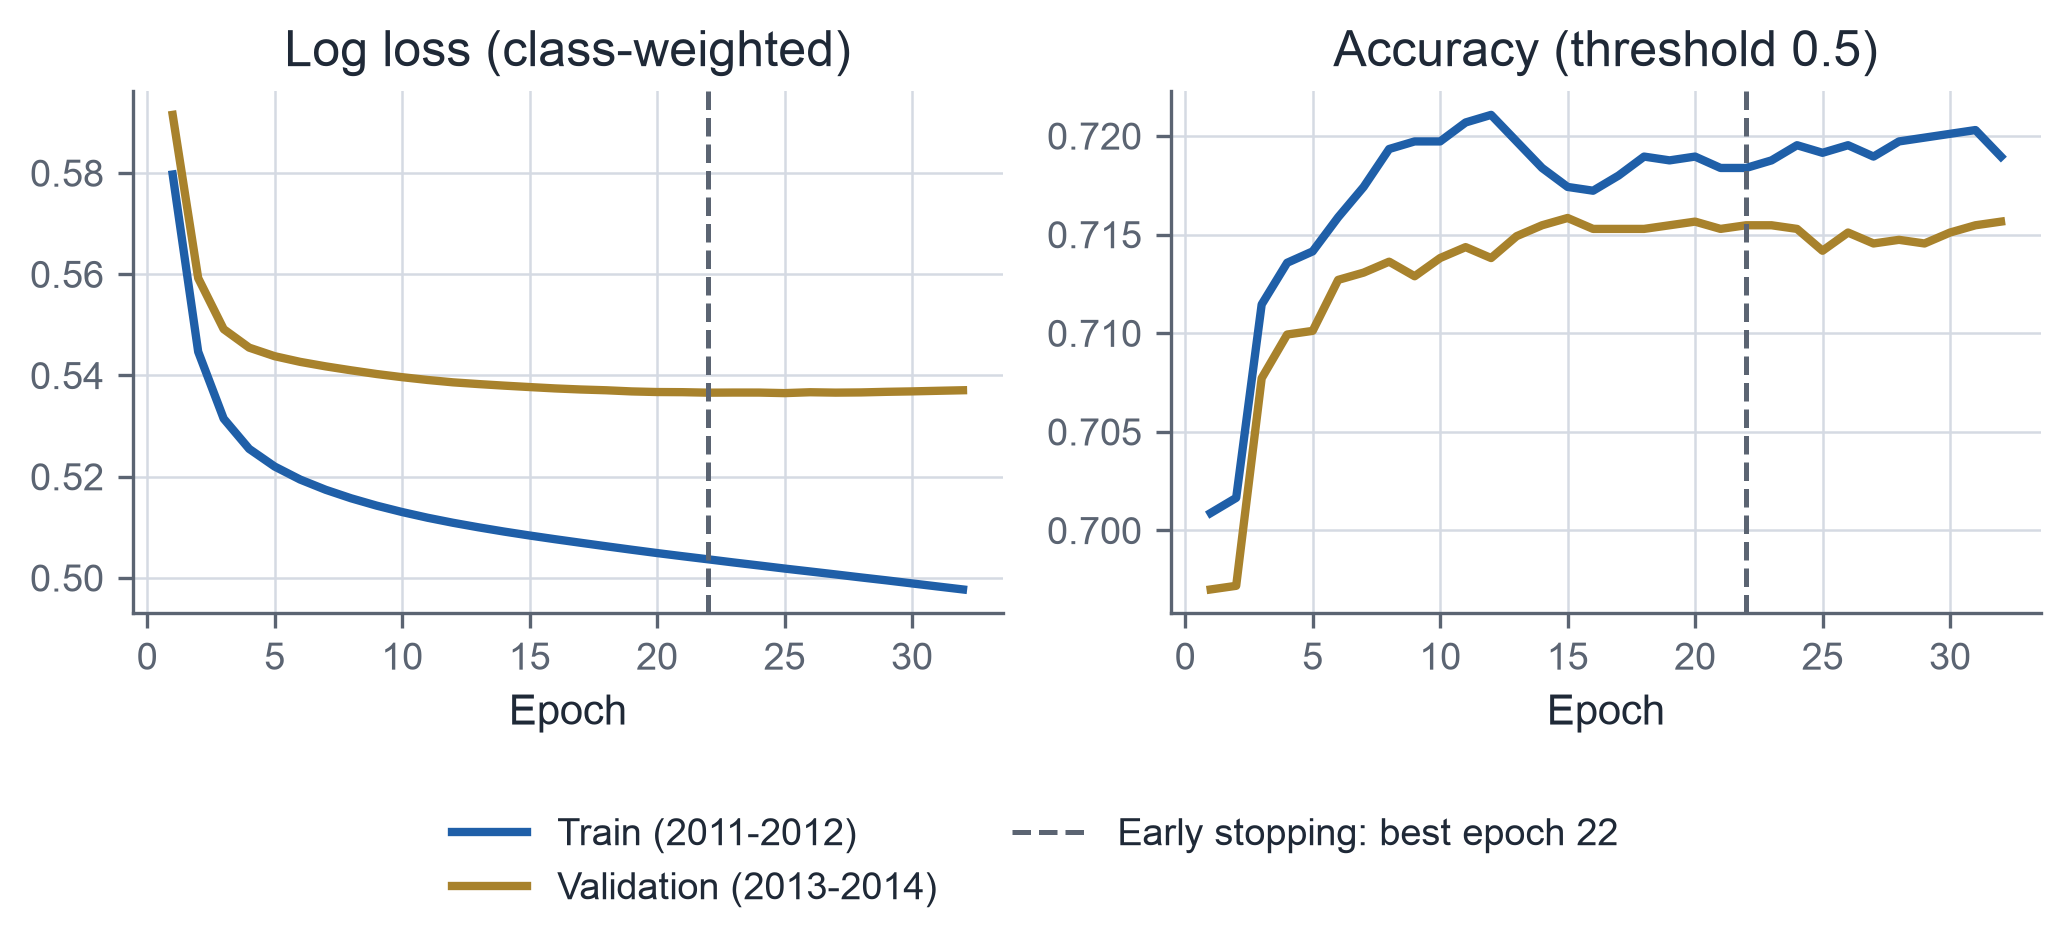 Log loss (class-weighted)
0.58
0.56
0.54
0.52
0.50
0 5 10 15 20 25 30
Epoch
Accuracy (threshold 0.5)
0.720
0.715
0.710
0.705
0.700
0 5 10 15 20 25 30
Epoch
Train (2011-2012)
Validation (2013-2014)
Early stopping: best epoch 22